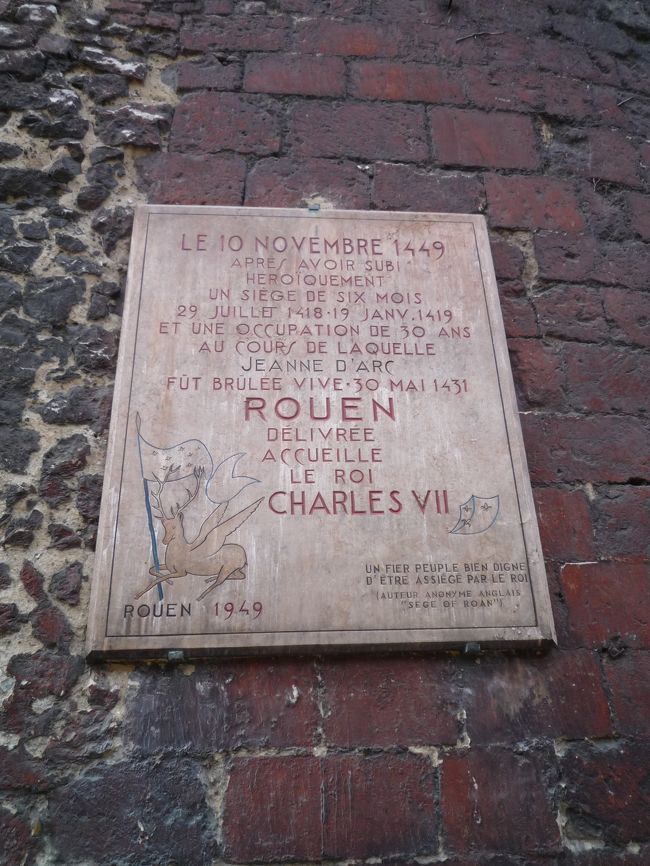 LE 10 NOVEMBRE 1449
APRES AVOIR SUBI
HEROÏQUEMENT
UN SIEGE DE SIX MOIS
29 JUILLET 1418 · 19 JANV. 1419
ET UNE OCCUPATION DE 30 ANS
AU COURS DE LAQUELLE
JEANNE D'ARC
FÛT BRÛLÉE VIVE · 30 MAI 1431
ROUEN
DÉLIVRÉE
ACCUEILLE
LE ROI
CHARLES VII
UN FIER PEUPLE BIEN DIGNE
D'ÊTRE ASSIÉGÉ PAR LE ROI
(AUTEUR ANONYME ANGLAIS
"SEGE OF ROAN")
ROUEN 1949